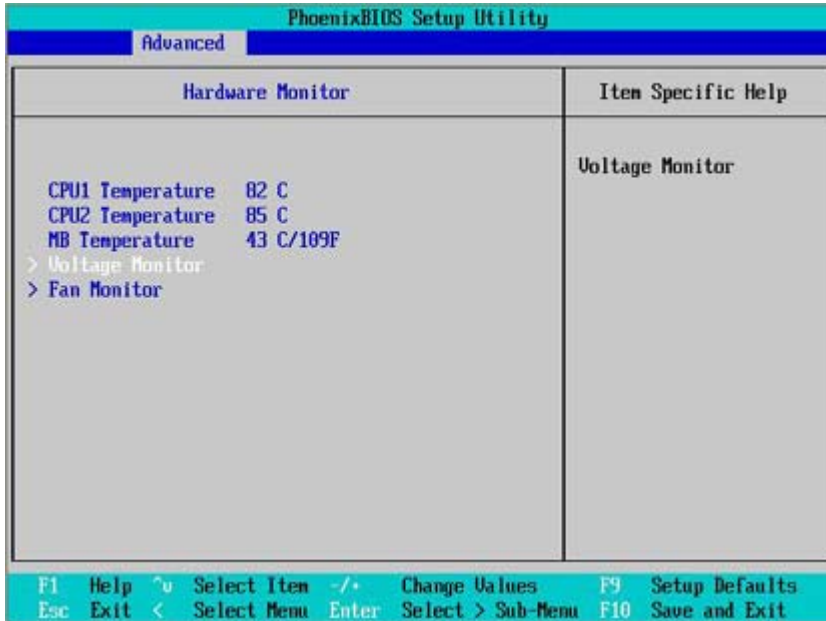 PhoenixBIOS Setup Utility
Advanced
Hardware Monitor
Item Specific Help
Voltage Monitor
CPU1 Temperature 82 C
CPU2 Temperature 85 C
MB Temperature 43 C/109F
> Voltage Monitor
> Fan Monitor
F1 Help ^v Select Item -/+ Change Values F9 Setup Defaults
Esc Exit < Select Menu Enter Select > Sub-Menu F10 Save and Exit